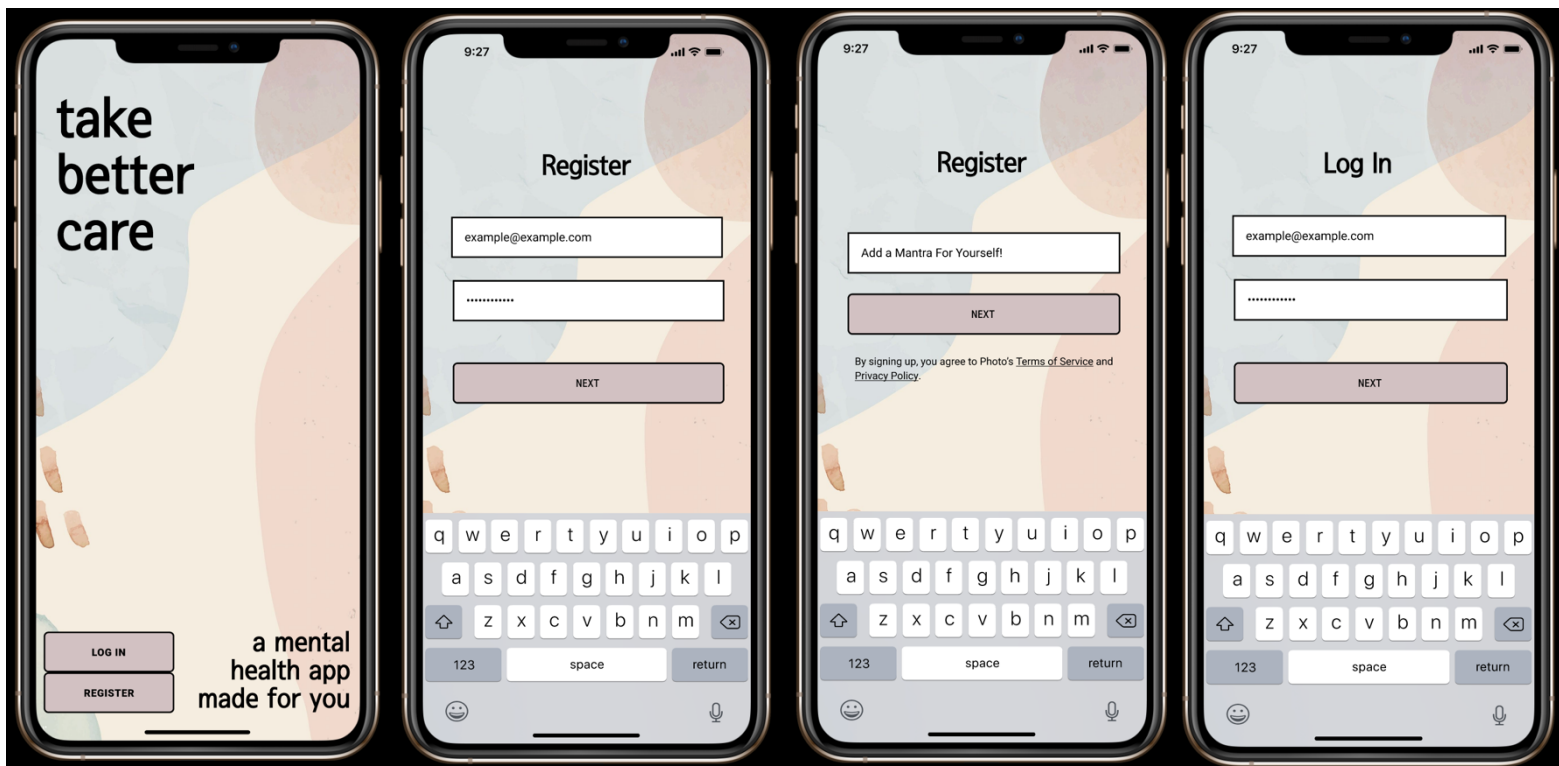 take
better
care
LOG IN
REGISTER
a mental
health app
made for you
9:27
Register
example@example.com
••••••••••••
NEXT
q w e r t y u i o p
a s d f g h j k l
z x c v b n m
123 space return
9:27
Register
Add a Mantra For Yourself!
NEXT
By signing up, you agree to Photo's Terms of Service and
Privacy Policy.
q w e r t y u i o p
a s d f g h j k l
z x c v b n m
123 space return
9:27
Log In
example@example.com
••••••••••••
NEXT
q w e r t y u i o p
a s d f g h j k l
z x c v b n m
123 space return